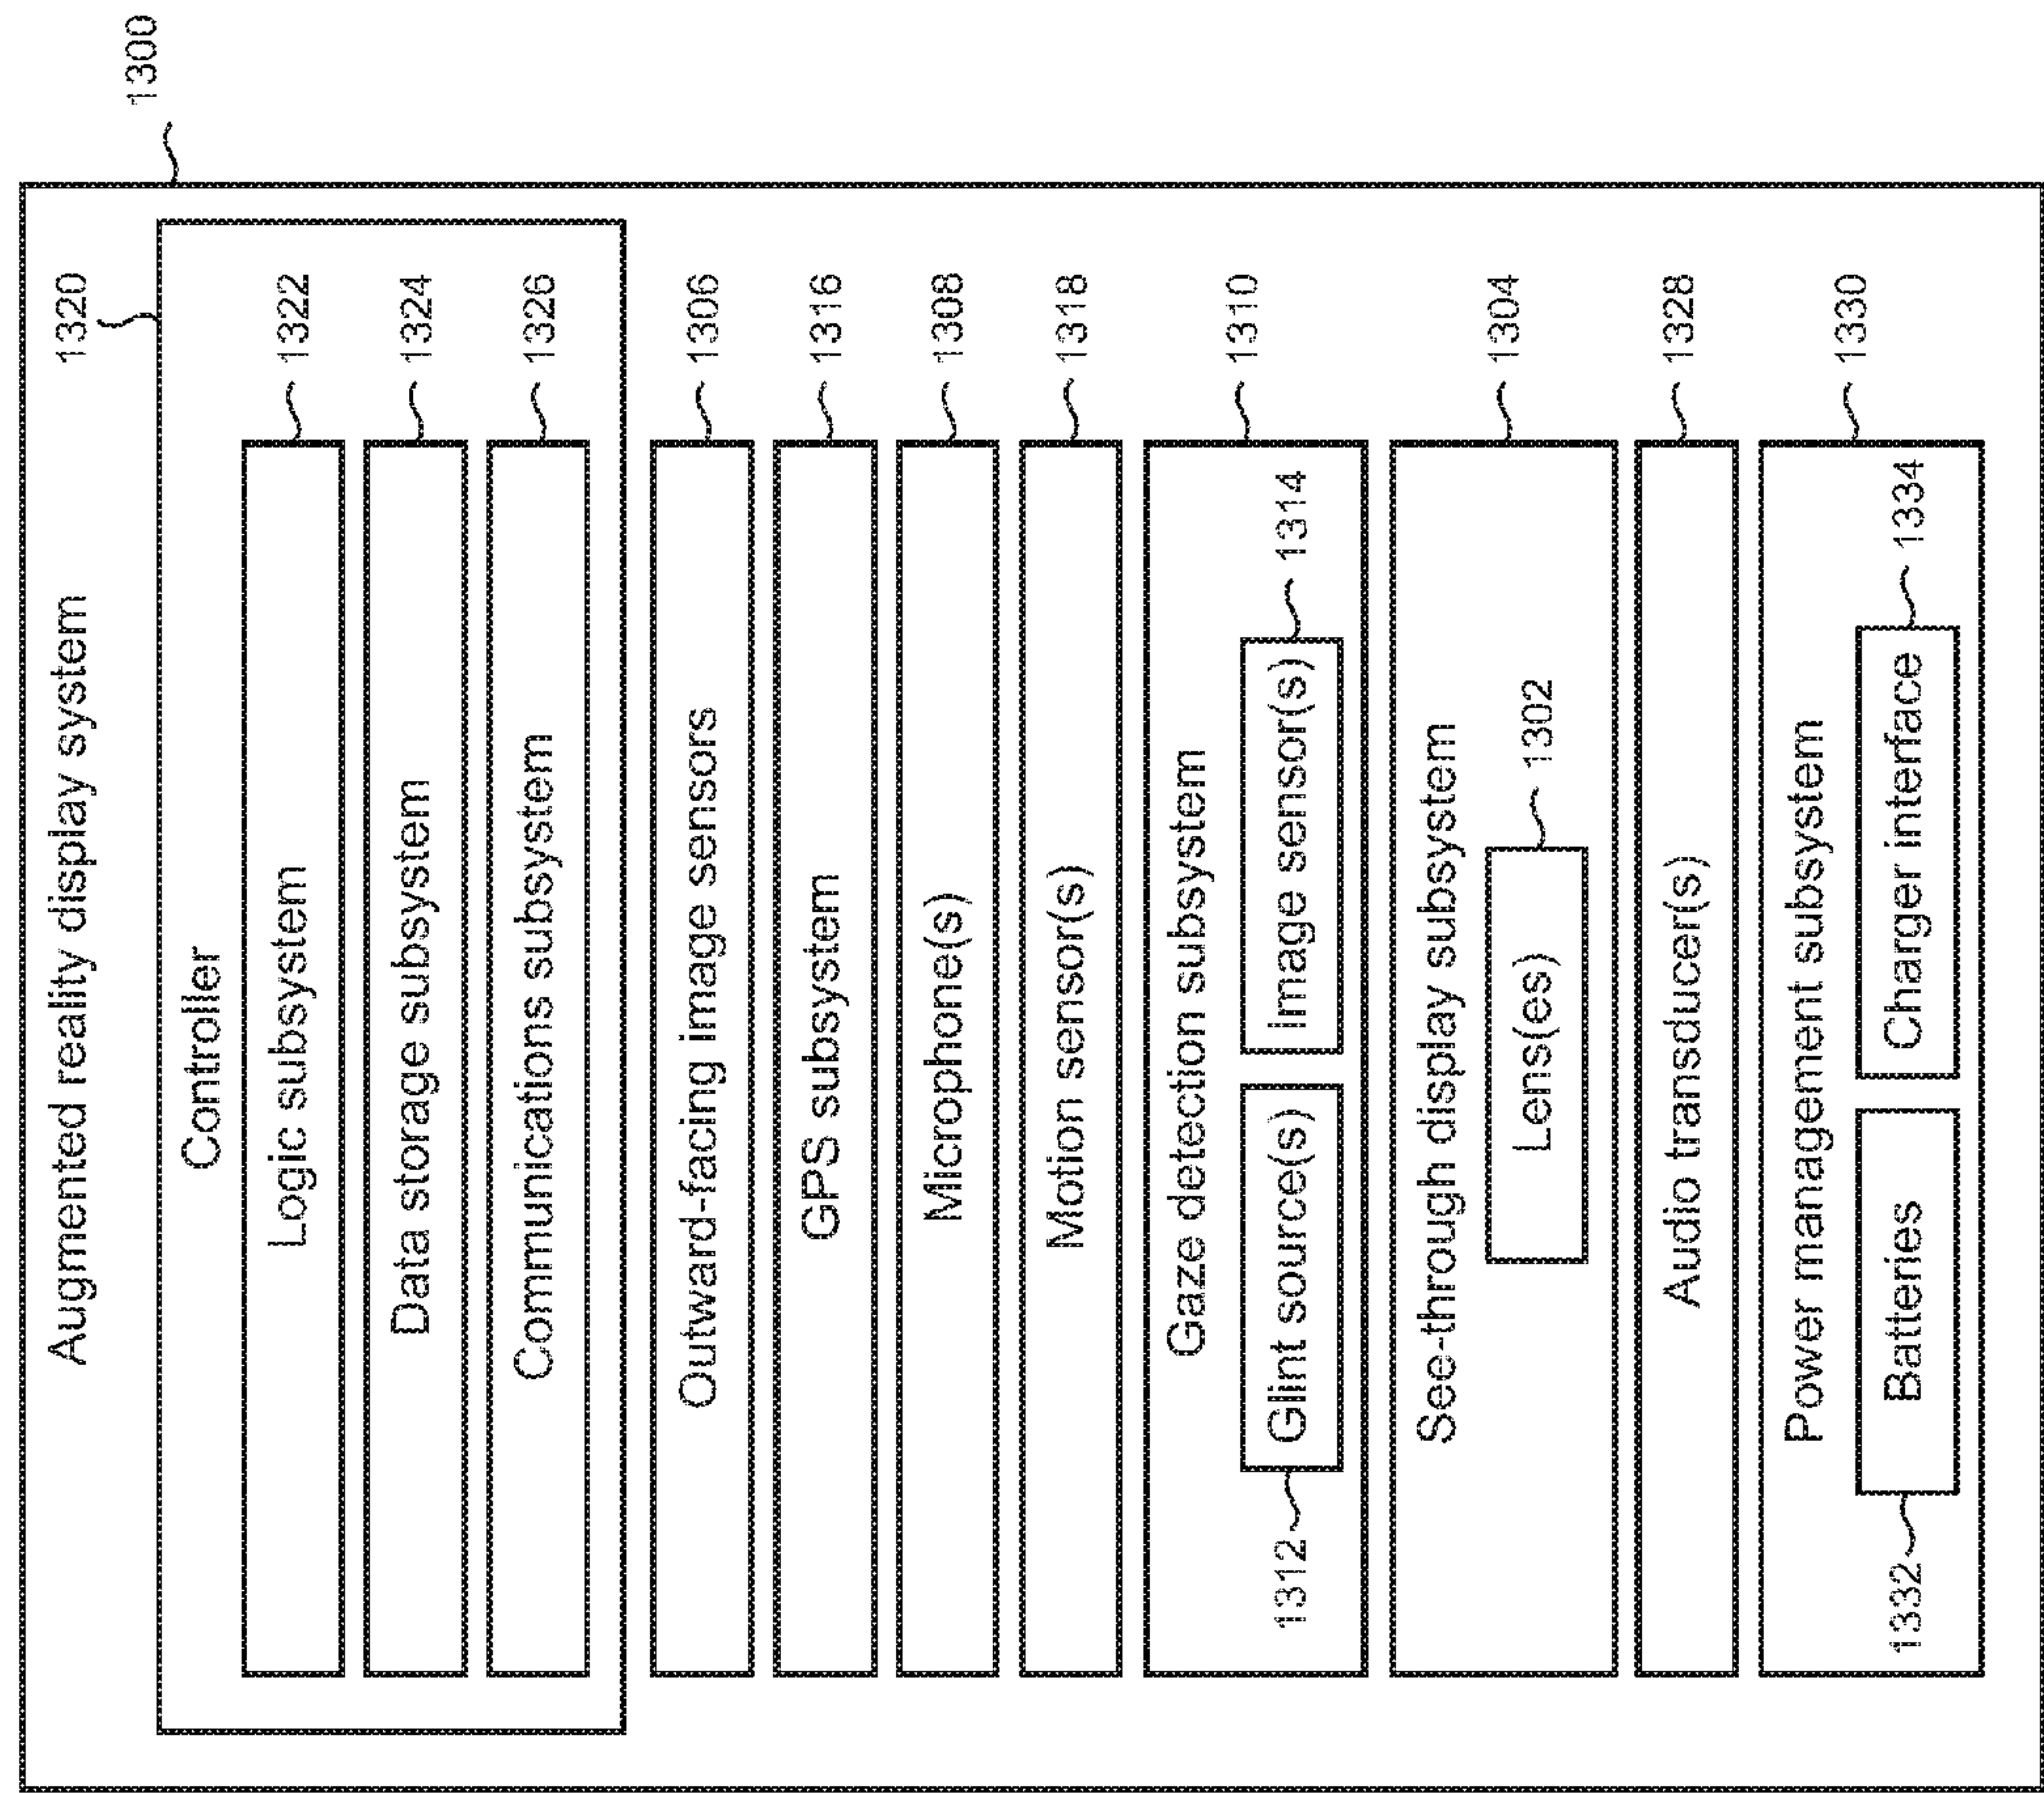 1300
Augmented reality display system
1320
Controller
Logic subsystem
1322
Data storage subsystem
1324
Communications subsystem
1326
Outward-facing image sensors
1306
GPS subsystem
1316
Microphone(s)
1308
Motion sensor(s)
1318
Gaze detection subsystem
1310
1312
Glint source(s)
Image sensor(s)
1314
See-through display subsystem
1304
Lens(es)
1302
Audio transducer(s)
1328
Power management subsystem
1330
1332
Batteries
Charger interface
1334